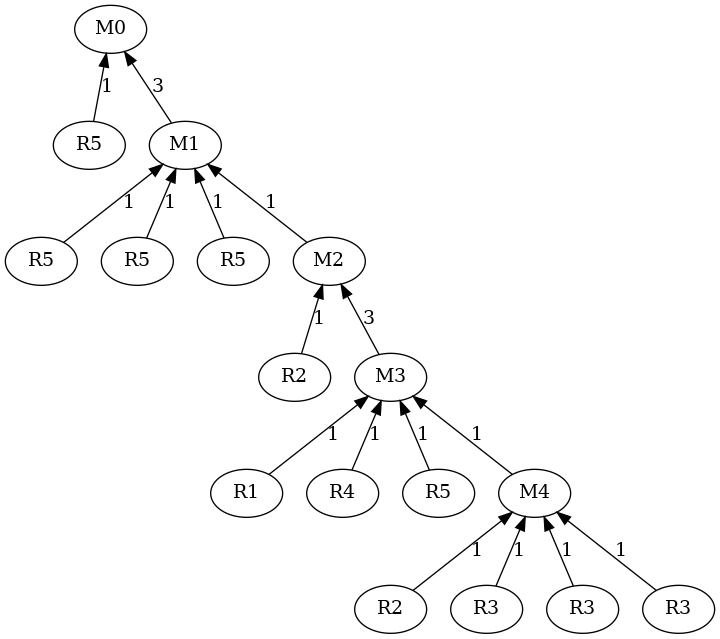 M0
1 3
R5 M1
1 1 1 1
R5 R5 R5 M2
1 3
R2 M3
1 1 1 1
R1 R4 R5 M4
1 1 1 1
R2 R3 R3 R3